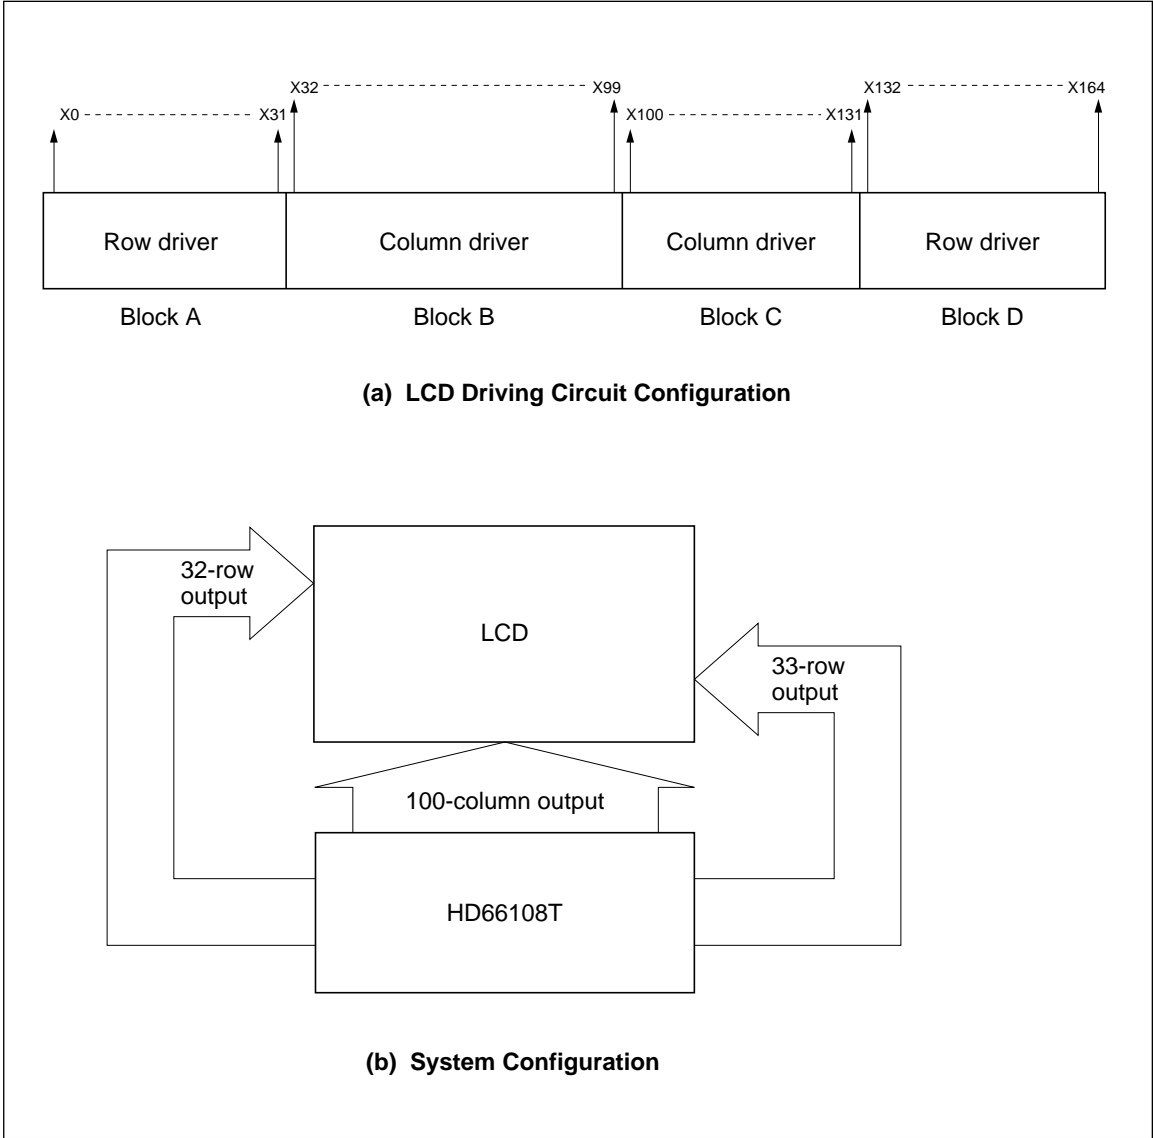 X32 X99 X132 X164
X0 X31 X100 X131
Row driver Column driver Column driver Row driver
Block A Block B Block C Block D
(a) LCD Driving Circuit Configuration
32-row
output
LCD
33-row
output
100-column output
HD66108T
(b) System Configuration